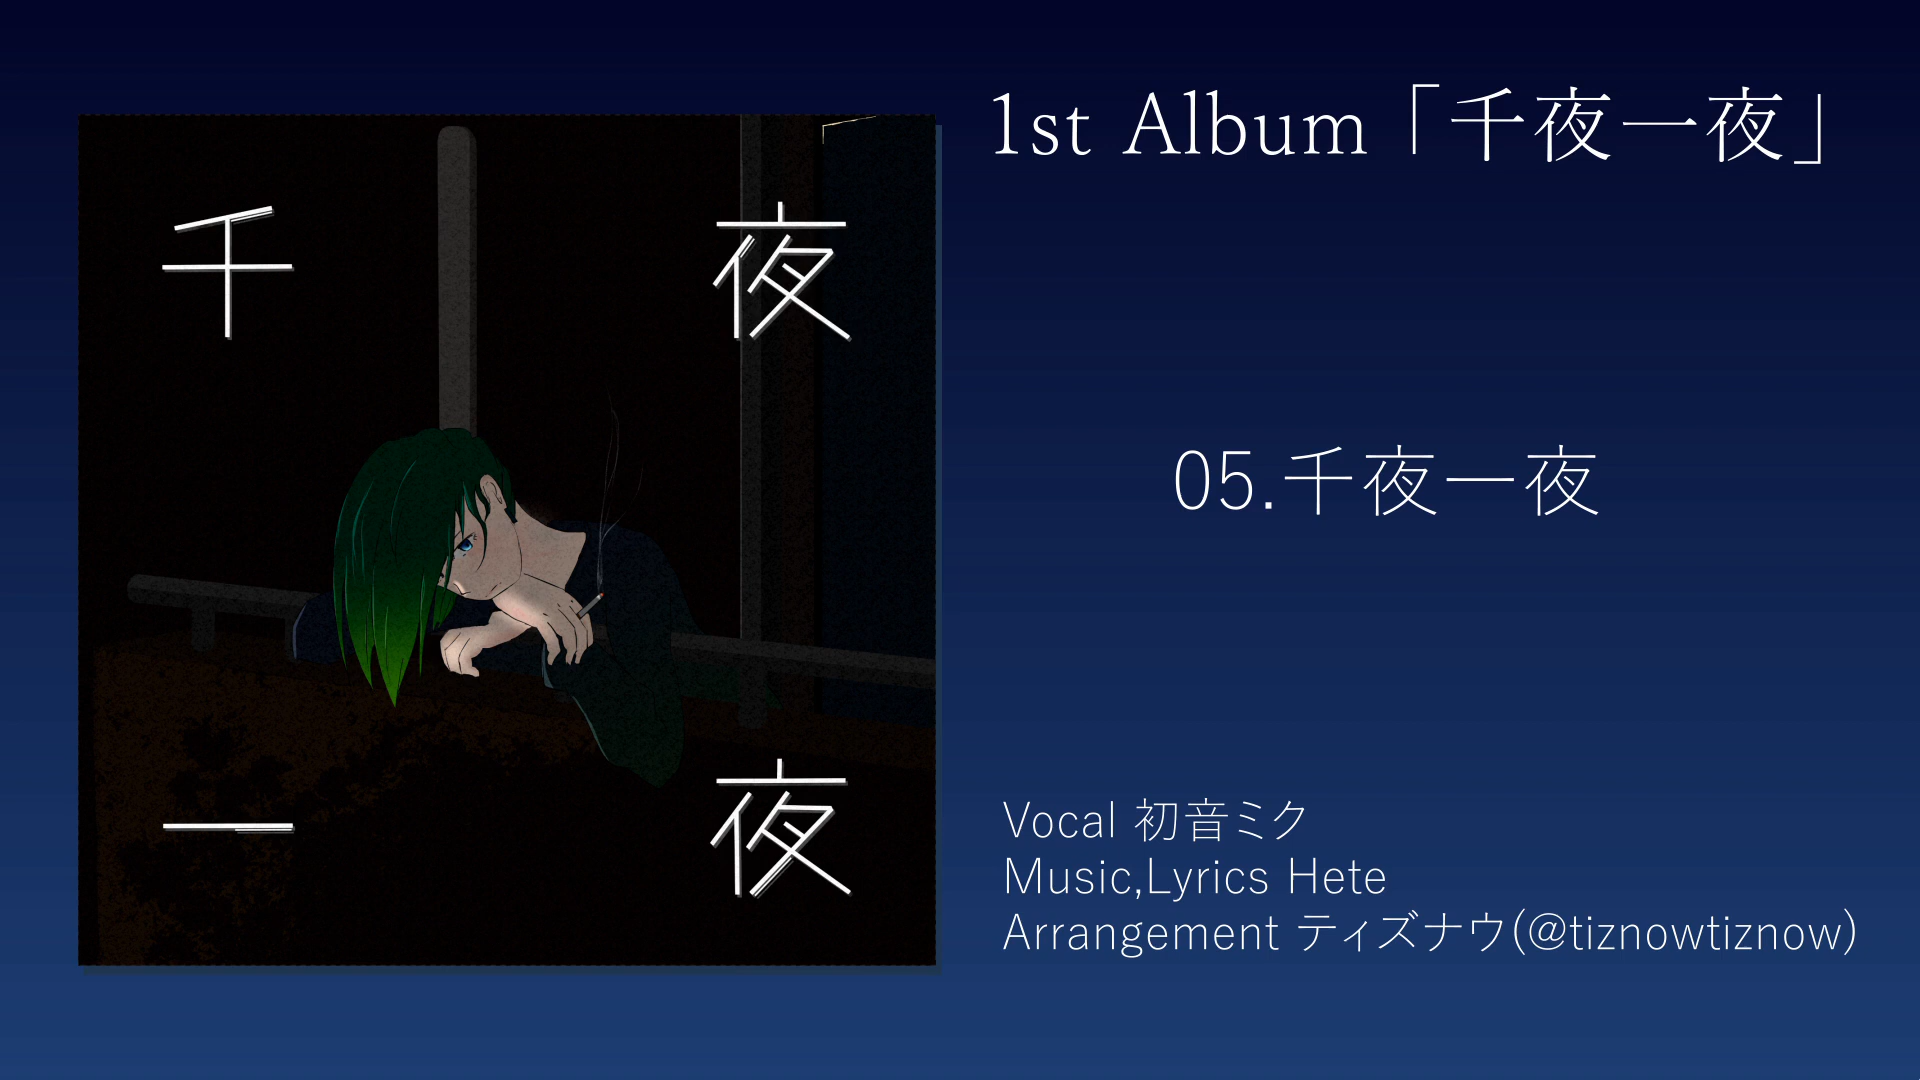 千 夜
一 夜
1st Album「千夜一夜」
05.千夜一夜
Vocal 初音ミク
Music,Lyrics Hete
Arrangement ティズナウ(@tiznowtiznow)